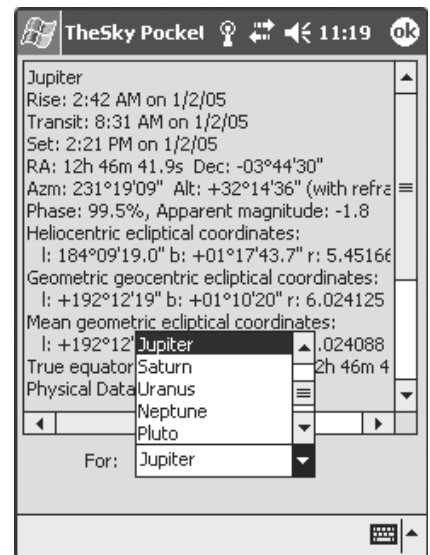 TheSky Pocket 11:19 ok
Jupiter
Rise: 2:42 AM on 1/2/05
Transit: 8:31 AM on 1/2/05
Set: 2:21 PM on 1/2/05
RA: 12h 46m 41.9s Dec: -03°44'30"
Azm: 231°19'09" Alt: +32°14'36" (with refra
Phase: 99.5%, Apparent magnitude: -1.8
Heliocentric ecliptical coordinates:
l: 184°09'19.0" b: +01°17'43.7" r: 5.45166
Geometric geocentric ecliptical coordinates:
l: +192°12'19" b: +01°10'20" r: 6.024125
Mean geometric ecliptical coordinates:
l: +192°12' .024088
True equator 2h 46m 4
Physical Data
Jupiter
Saturn
Uranus
Neptune
Pluto
For: Jupiter